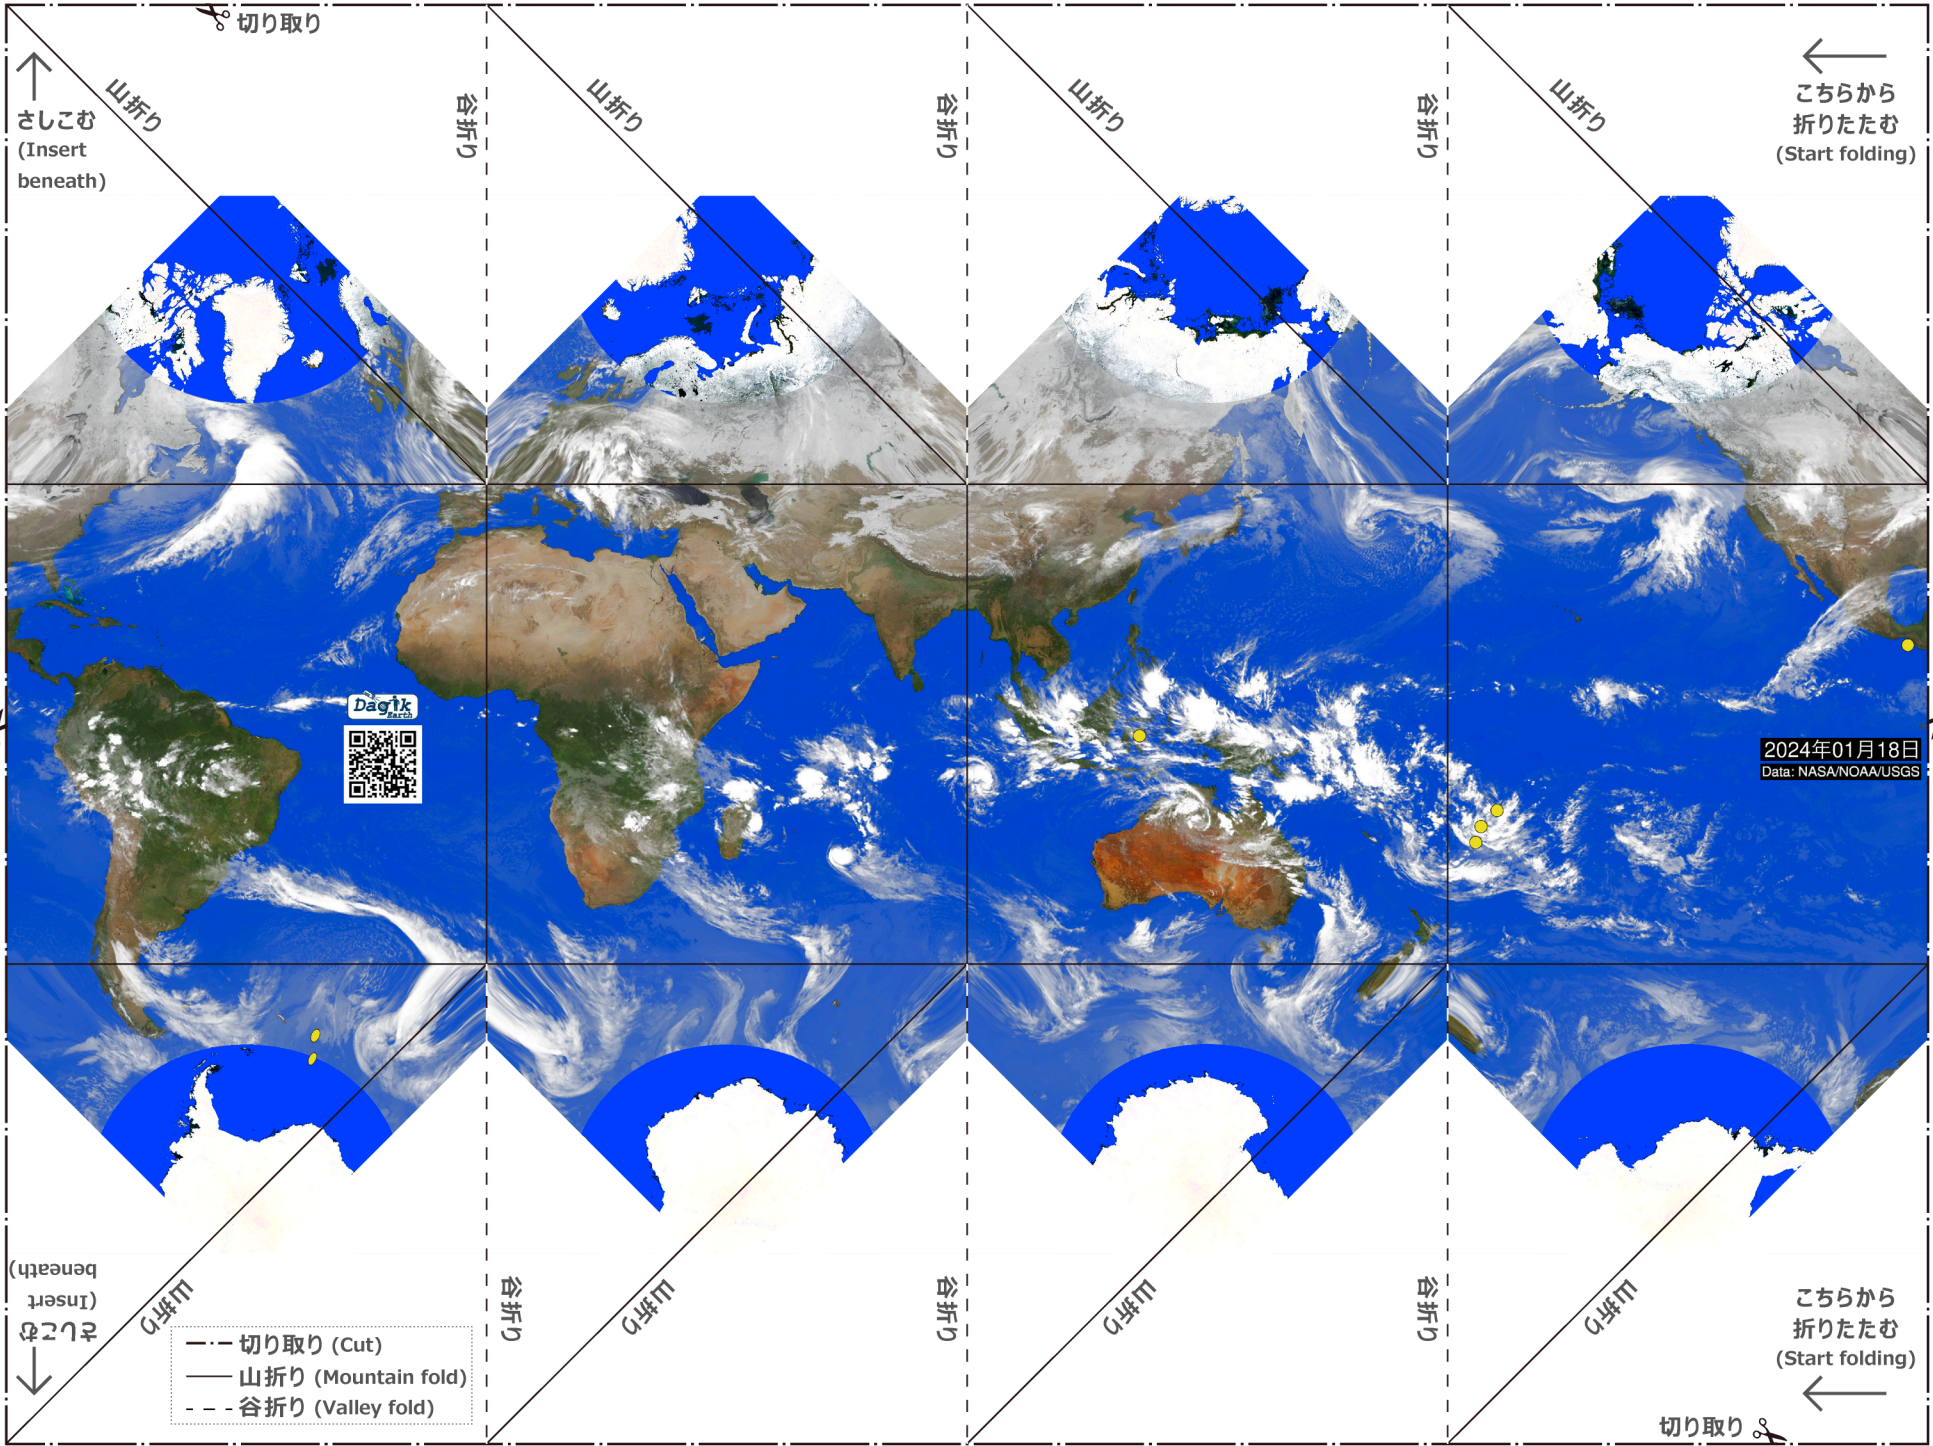 切り取り
山折り
谷折り
山折り
谷折り
山折り
谷折り
山折り
さしこむ
(Insert
beneath)
こちらから
折りたたむ
(Start folding)
Dagik
Earth
2024年01月18日
Data: NASA/NOAA/USGS
さしこむ
(Insert
beneath)
山折り
谷折り
山折り
谷折り
山折り
谷折り
山折り
こちらから
折りたたむ
(Start folding)
切り取り (Cut)
山折り (Mountain fold)
谷折り (Valley fold)
切り取り